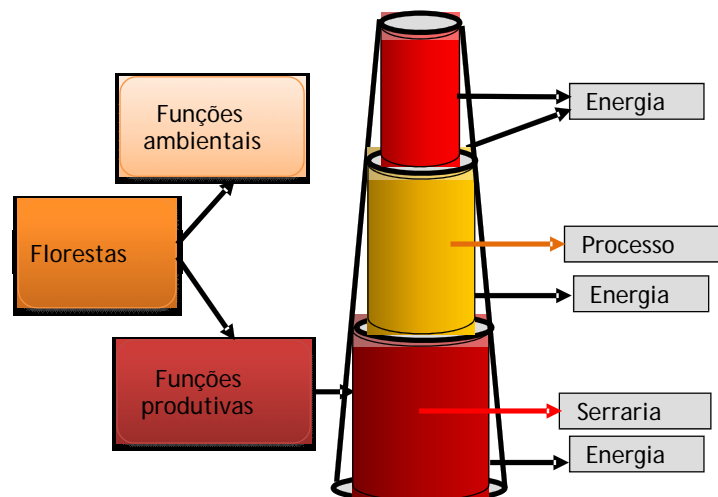 Funções
ambientais
Florestas
Funções
produtivas
Energia
Processo
Energia
Serraria
Energia